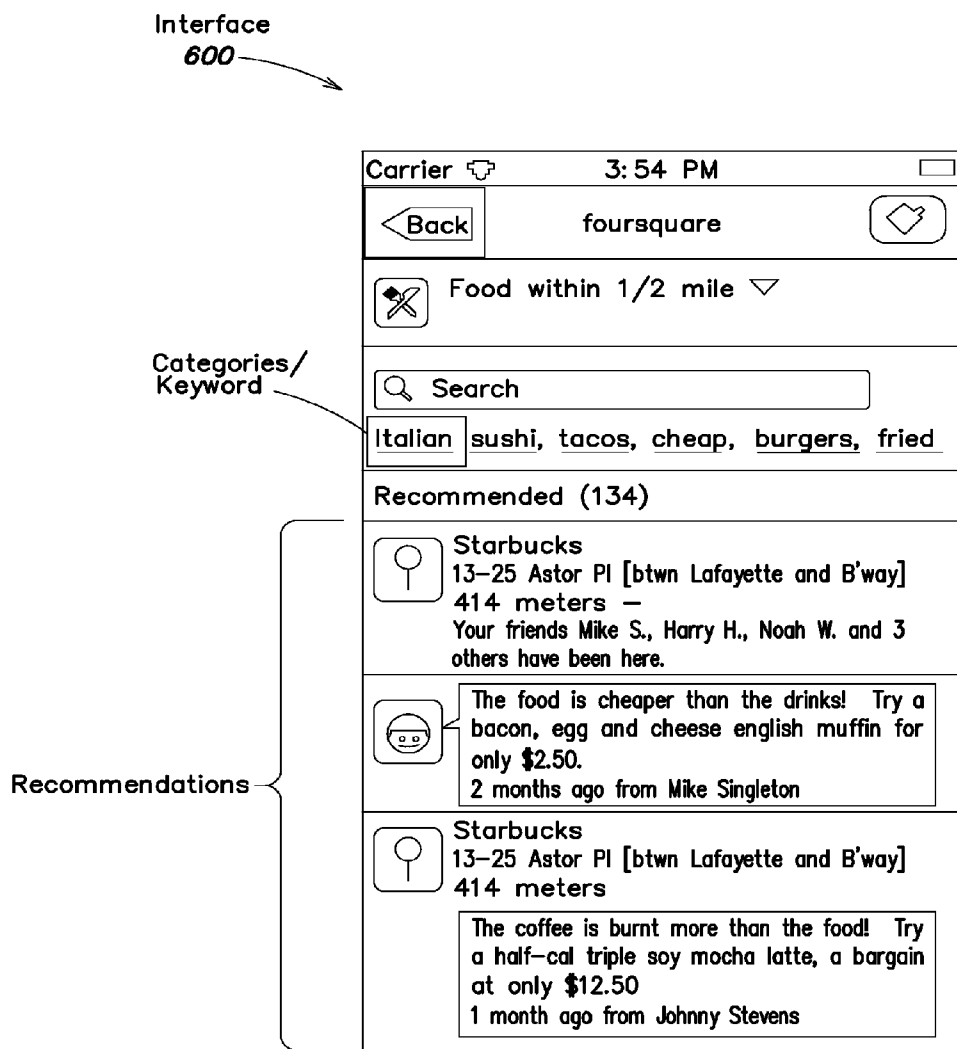 Interface
600
Carrier 3:54 PM
Back foursquare
Food within 1/2 mile
Categories/
Keyword
Search
Italian sushi, tacos, cheap, burgers, fried
Recommended (134)
Starbucks
13-25 Astor Pl [btwn Lafayette and B'way]
414 meters –
Your friends Mike S., Harry H., Noah W. and 3
others have been here.
The food is cheaper than the drinks! Try a
bacon, egg and cheese english muffin for
only $2.50.
2 months ago from Mike Singleton
Recommendations
Starbucks
13-25 Astor Pl [btwn Lafayette and B'way]
414 meters
The coffee is burnt more than the food! Try
a half-cal triple soy mocha latte, a bargain
at only $12.50
1 month ago from Johnny Stevens